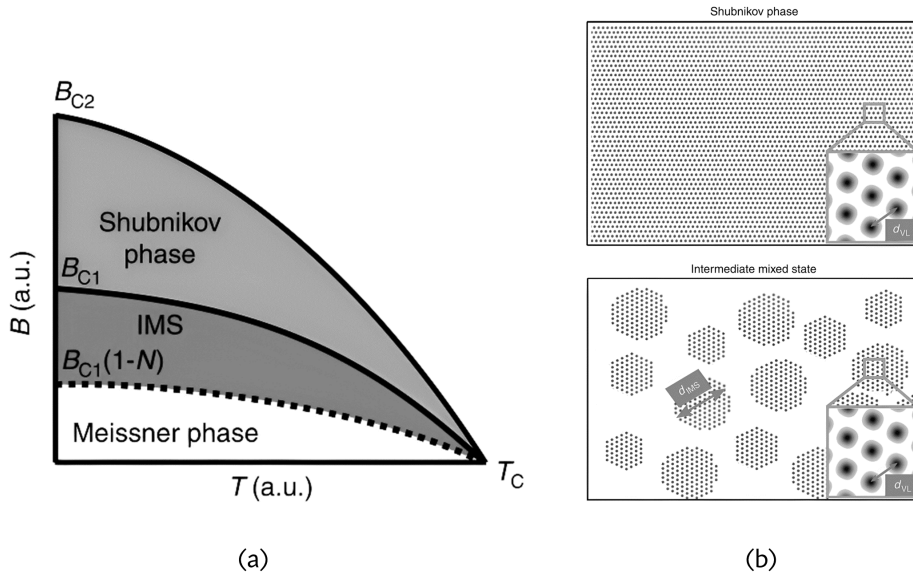 B_C2
Shubnikov
phase
B_C1
IMS
B_C1(1-N)
Meissner phase
B (a.u.)
T (a.u.)
T_C
(a)
Shubnikov phase
d_VL
Intermediate mixed state
d_IMS
d_VL
(b)